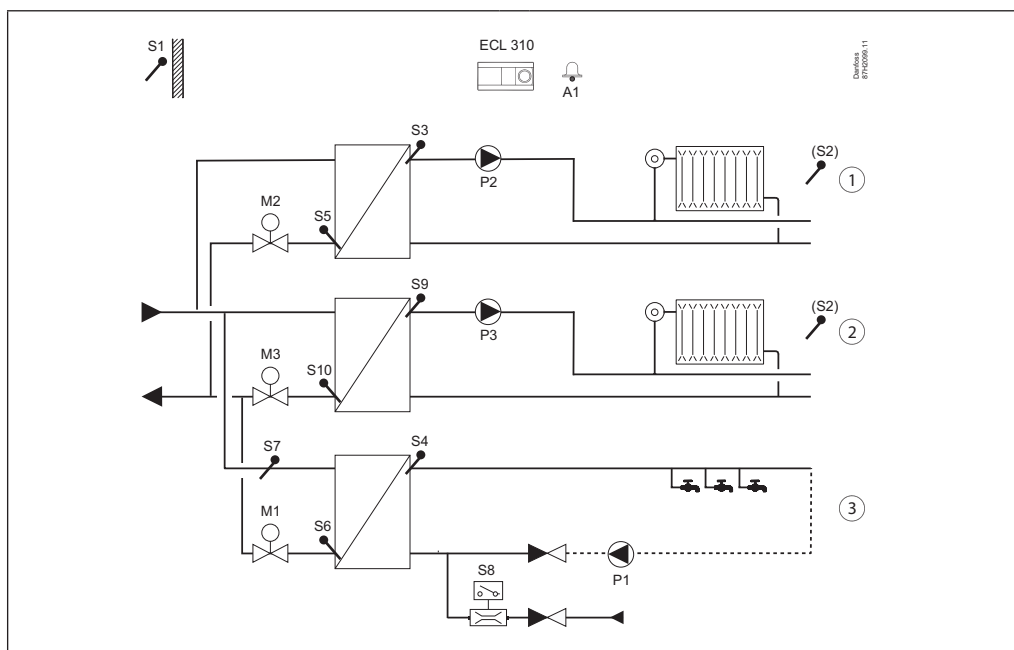 S1
ECL 310
A1
Danfoss
87H2099.11
S3
P2
(S2)
1
M2
S5
S9
P3
(S2)
2
M3
S10
S7
S4
3
M1
S6
S8
P1